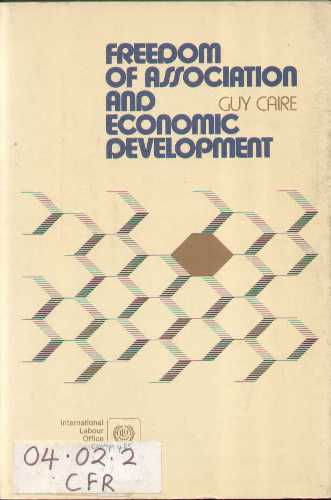 FREEDOM
OF ASSOCIATION
AND GUY CAIRE
ECONOMIC
DEVELOPMENT
International
Labour
Office
04.02.2
CFR